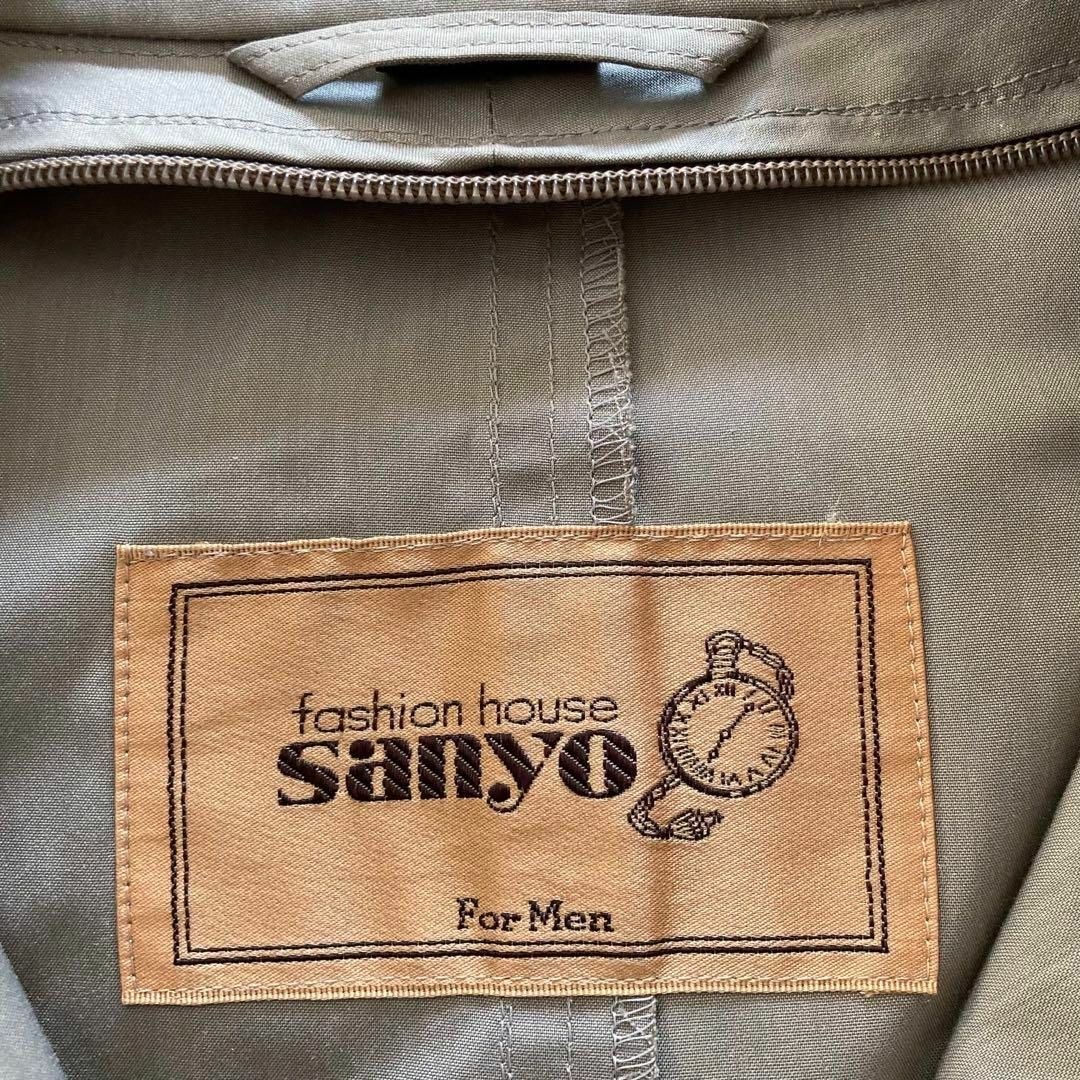 fashion house
sanyo
For Men